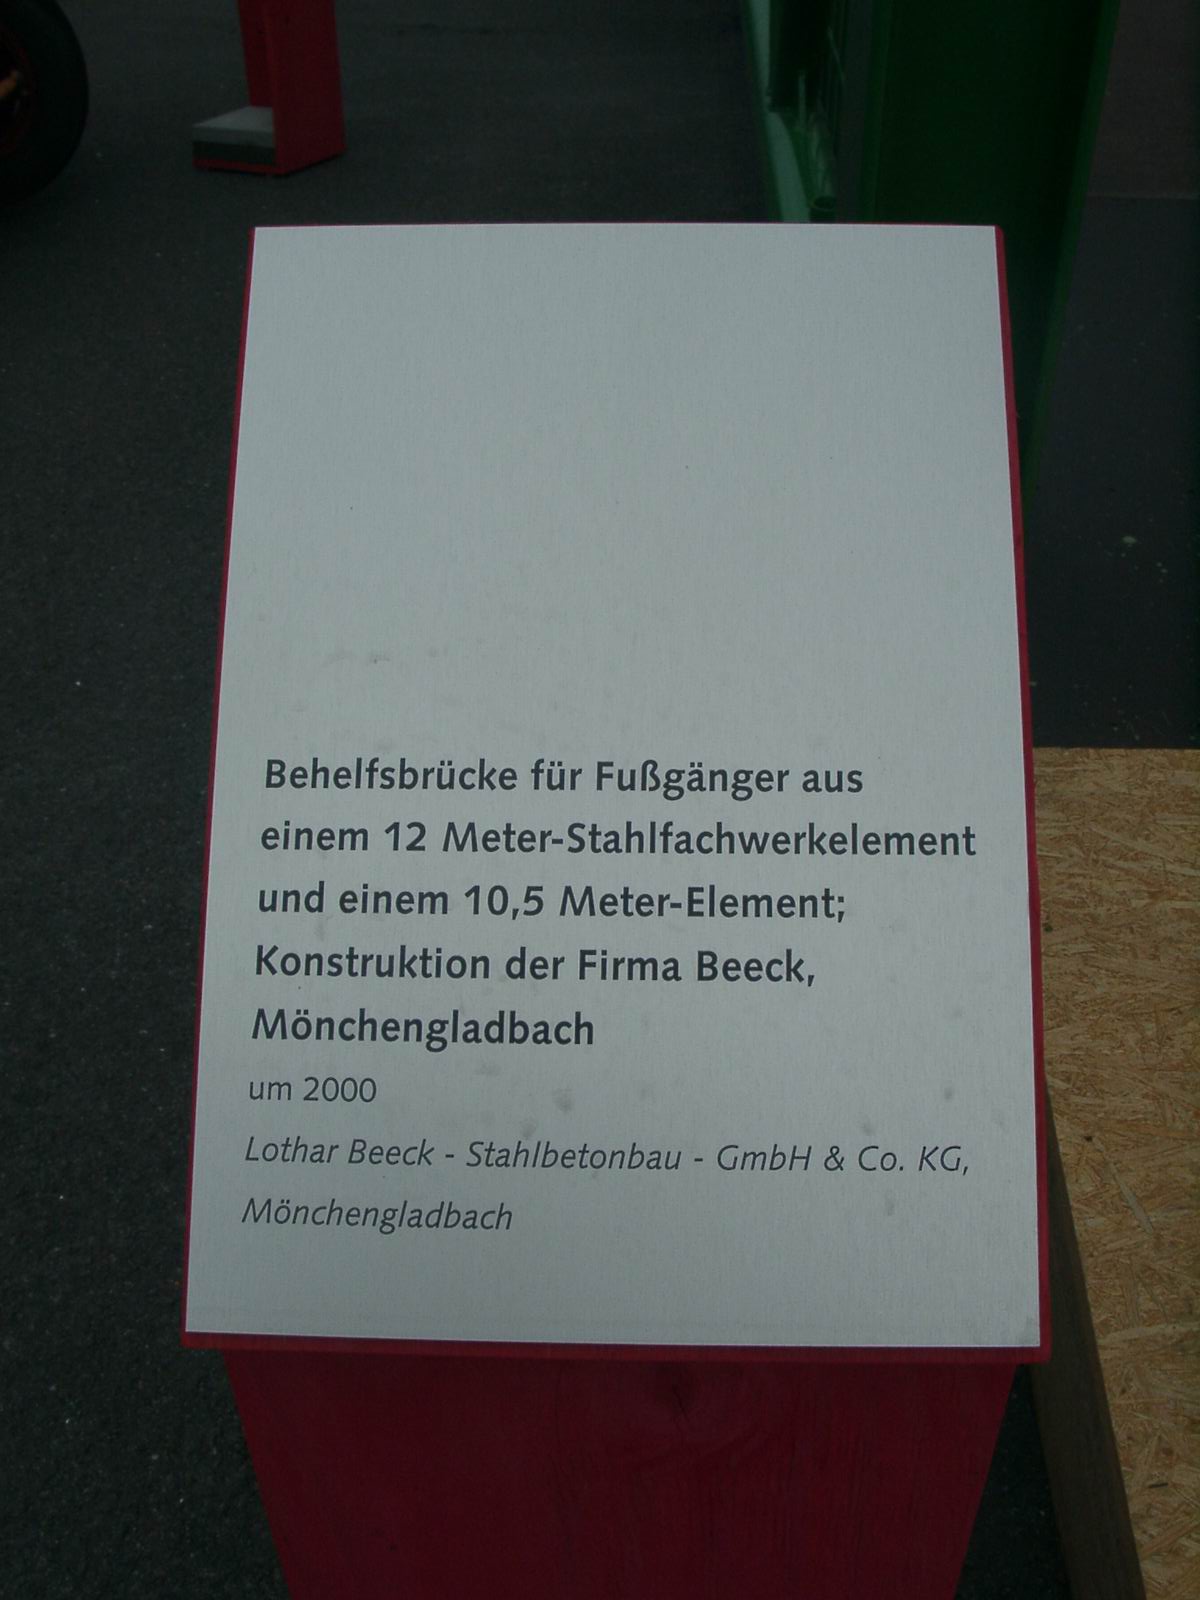 Behelfsbrücke für Fußgänger aus
einem 12 Meter-Stahlfachwerkelement
und einem 10,5 Meter-Element;
Konstruktion der Firma Beeck,
Mönchengladbach
um 2000
Lothar Beeck - Stahlbetonbau - GmbH & Co. KG,
Mönchengladbach